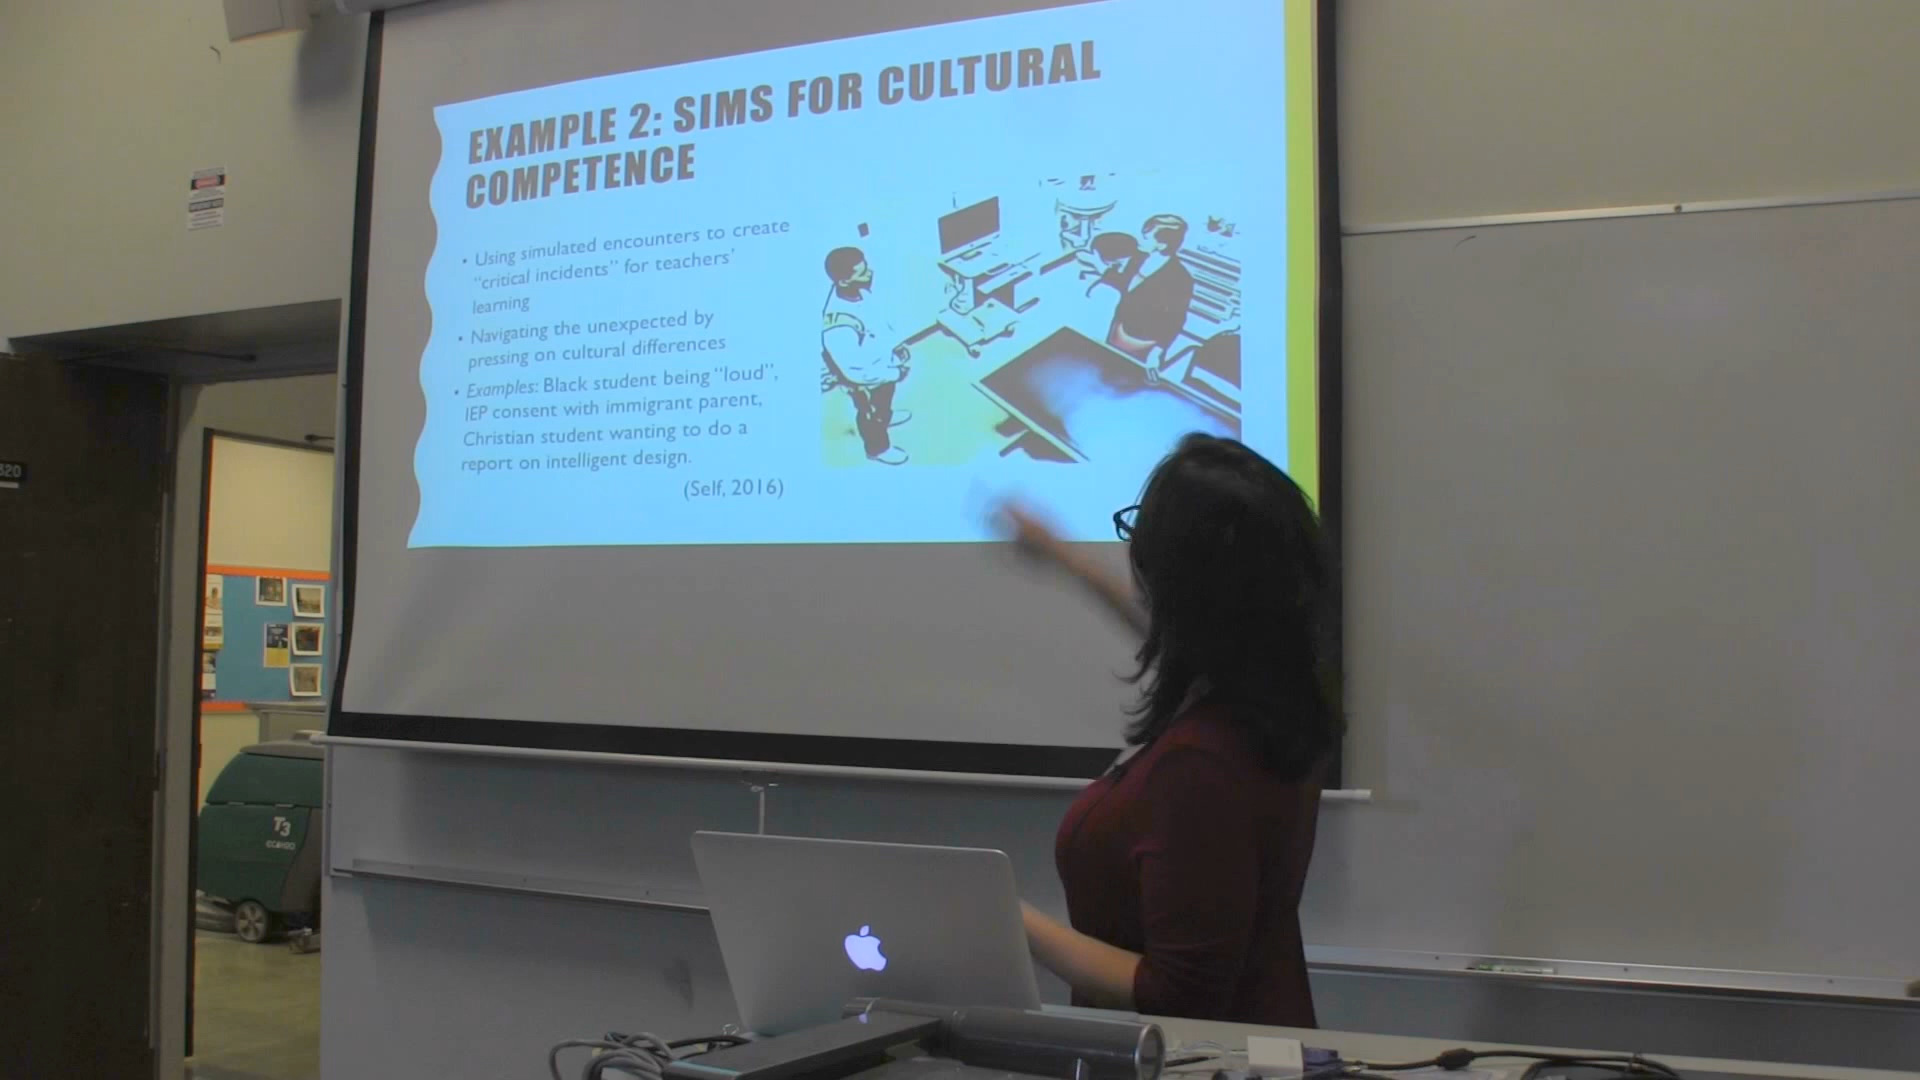 EXAMPLE 2: SIMS FOR CULTURAL
COMPETENCE
• Using simulated encounters to create
"critical incidents" for teachers'
learning
• Navigating the unexpected by
pressing on cultural differences
• Examples: Black student being "loud",
IEP consent with immigrant parent,
Christian student wanting to do a
report on intelligent design.
(Self, 2016)
320
T3